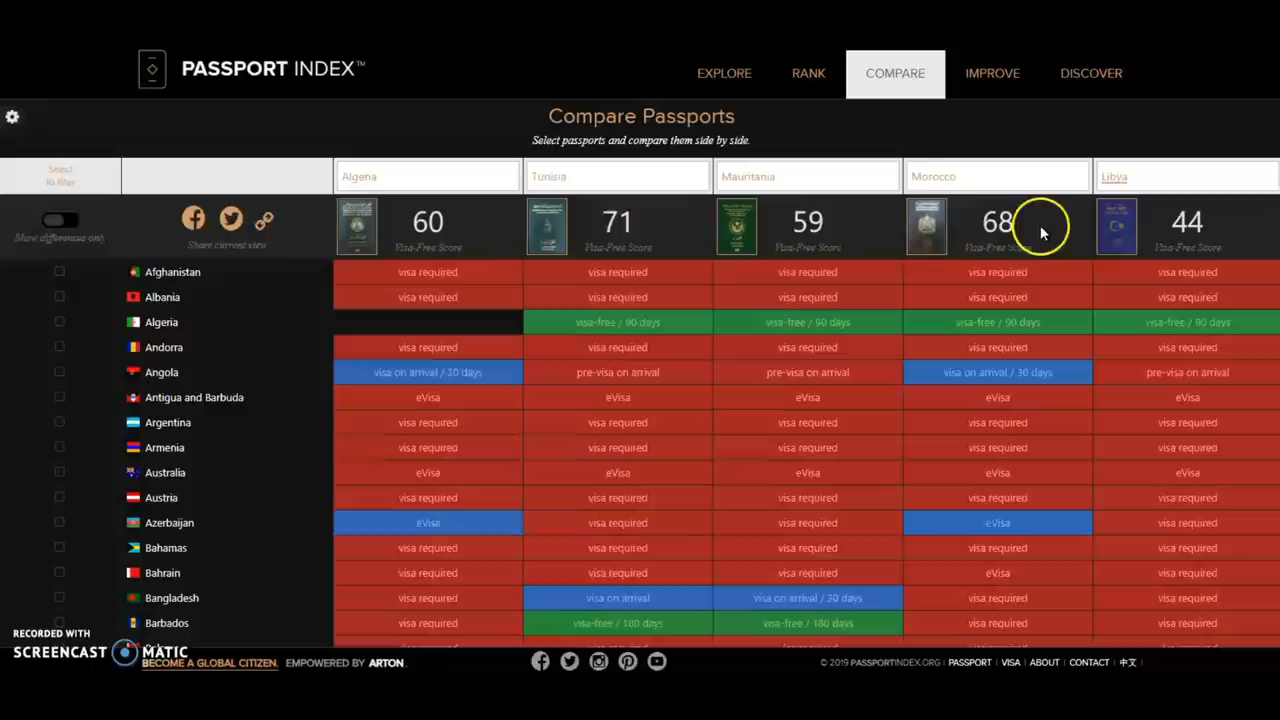 PASSPORT INDEX™
EXPLORE RANK COMPARE IMPROVE DISCOVER
Compare Passports
Select passports and compare them side by side.
Select to filter
Algeria Tunisia Mauritania Morocco Libya
60 71 59 68 44
Visa-Free Score Visa-Free Score Visa-Free Score Visa-Free Score Visa-Free Score
Show differences only Share current view
Afghanistan visa required visa required visa required visa required visa required
Albania visa required visa required visa required visa required visa required
Algeria visa-free / 90 days visa-free / 90 days visa-free / 90 days visa-free / 90 days
Andorra visa required visa required visa required visa required visa required
Angola visa on arrival / 30 days pre-visa on arrival pre-visa on arrival visa on arrival / 30 days pre-visa on arrival
Antigua and Barbuda eVisa eVisa eVisa eVisa eVisa
Argentina visa required visa required visa required visa required visa required
Armenia visa required visa required visa required visa required visa required
Australia eVisa eVisa eVisa eVisa eVisa
Austria visa required visa required visa required visa required visa required
Azerbaijan eVisa visa required visa required eVisa visa required
Bahamas visa required visa required visa required visa required visa required
Bahrain visa required visa required visa required eVisa visa required
Bangladesh visa required visa on arrival visa on arrival / 30 days visa required visa required
Barbados visa required visa-free / 180 days visa-free / 180 days visa required visa required
RECORDED WITH
SCREENCAST MATIC
BECOME A GLOBAL CITIZEN. EMPOWERED BY ARTON.
© 2019 PASSPORTINDEX.ORG | PASSPORT | VISA | ABOUT | CONTACT | 中文 |